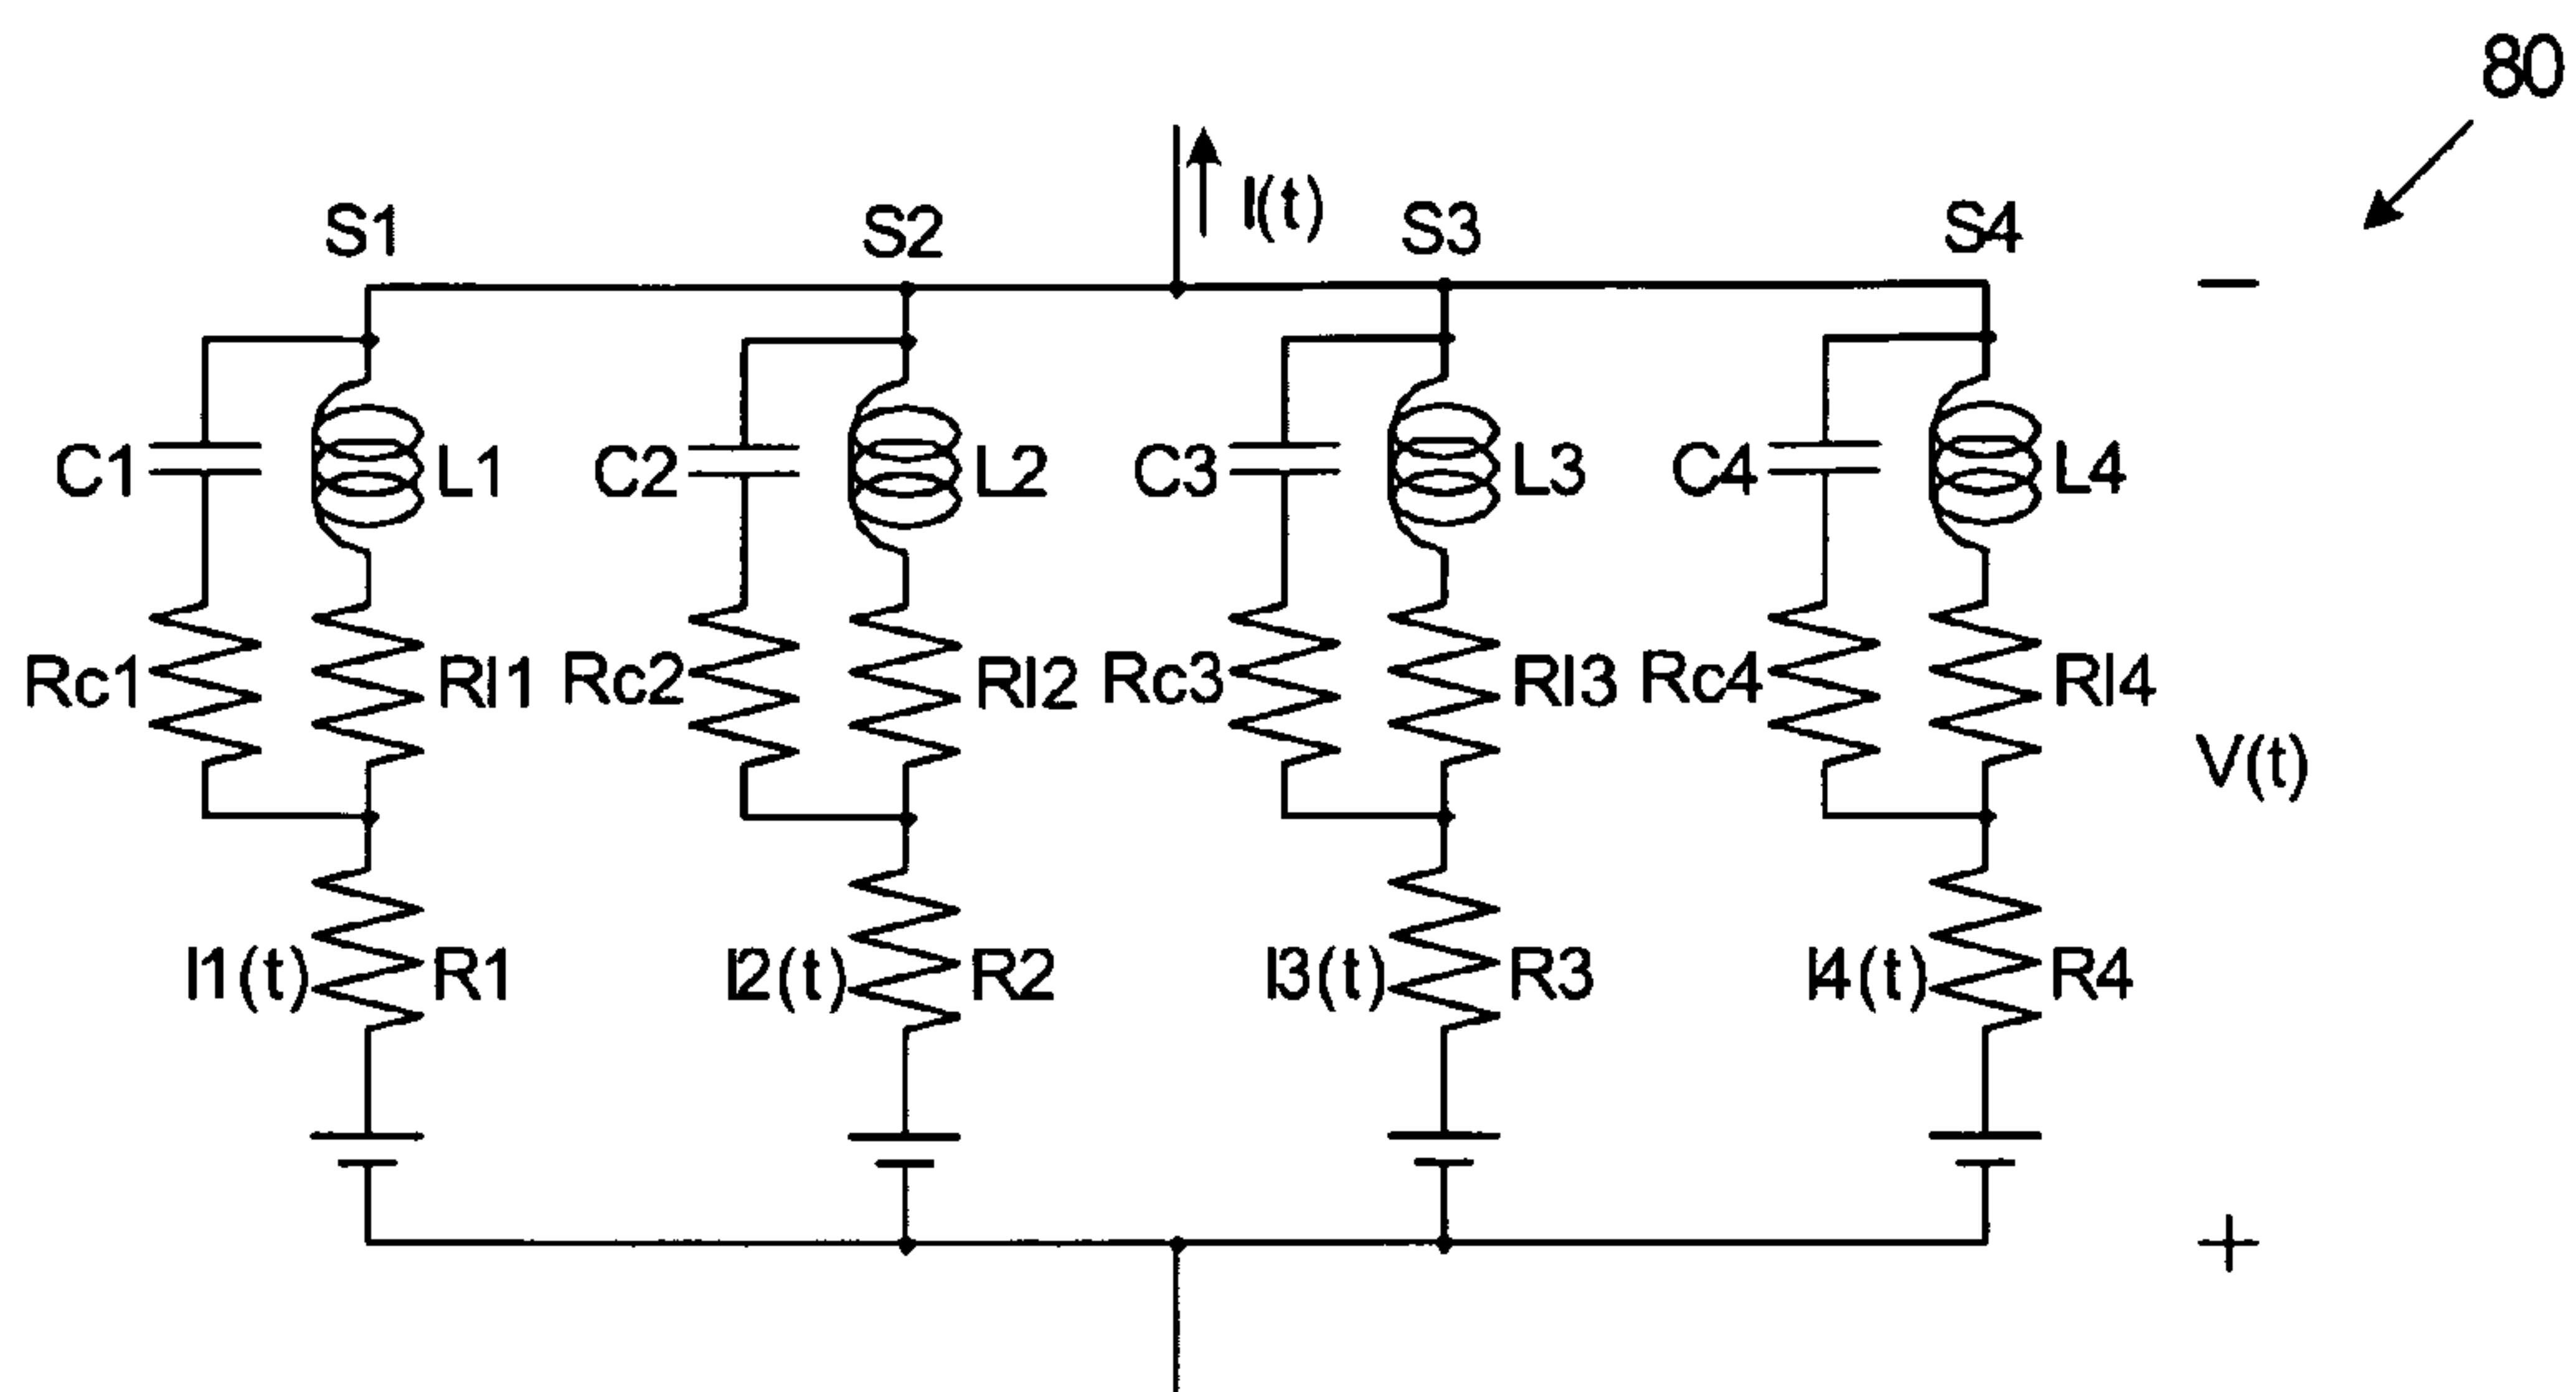 80
I(t)
S1 S2 S3 S4
−
C1 L1 C2 L2 C3 L3 C4 L4
Rc1 Rl1 Rc2 Rl2 Rc3 Rl3 Rc4 Rl4
V(t)
I1(t) R1 I2(t) R2 I3(t) R3 I4(t) R4
+